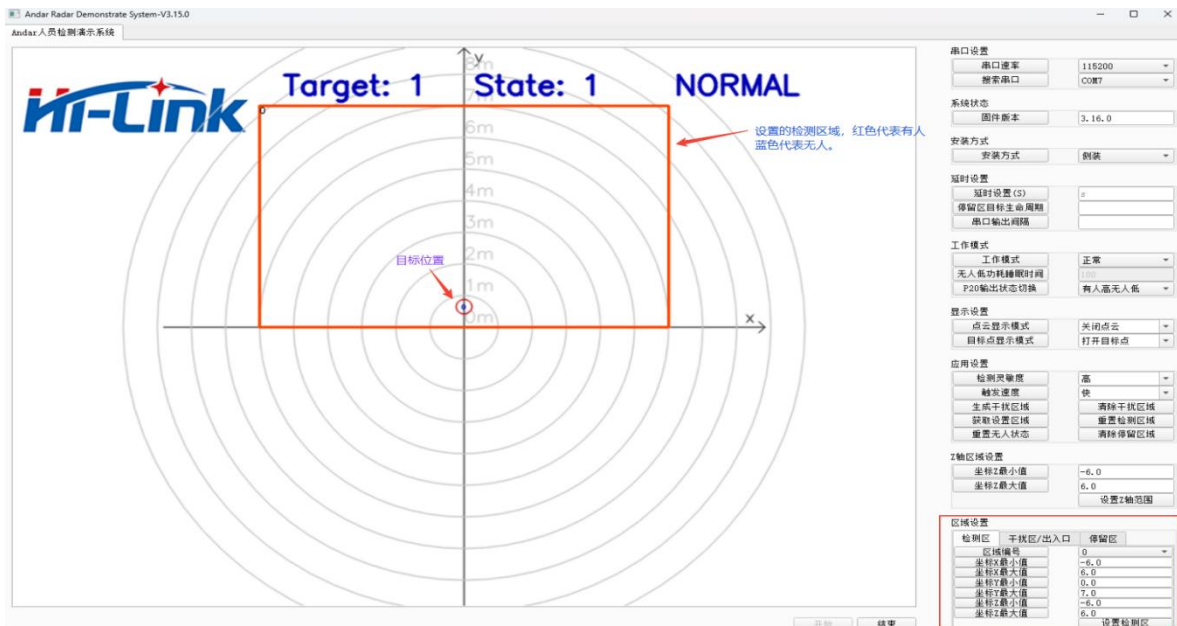 Andar Radar Demonstrate System-V3.15.0
Andar人员检测演示系统
Hi-Link
Target: 1 State: 1 NORMAL
y
8m
7m
0
6m
5m
4m
3m
2m
1m
0m
x
设置的检测区域，红色代表有人
蓝色代表无人。
目标位置
串口设置
串口速率 115200
搜索串口 COM7
系统状态
固件版本 3.16.0
安装方式
安装方式 侧装
延时设置
延时设置(S) s
停留区目标生命周期
串口输出间隔
工作模式
工作模式 正常
无人低功耗睡眠时间 100
P20输出状态切换 有人高无人低
显示设置
点云显示模式 关闭点云
目标点显示模式 打开目标点
应用设置
检测灵敏度 高
触发速度 快
生成干扰区域 清除干扰区域
获取设置区域 重置检测区域
重置无人状态 清除停留区域
Z轴区域设置
坐标Z最小值 -6.0
坐标Z最大值 6.0
设置Z轴范围
区域设置
检测区 干扰区/出入口 停留区
区域编号 0
坐标X最小值 -6.0
坐标X最大值 6.0
坐标Y最小值 0.0
坐标Y最大值 7.0
坐标Z最小值 -6.0
坐标Z最大值 6.0
设置检测区
开始 结束